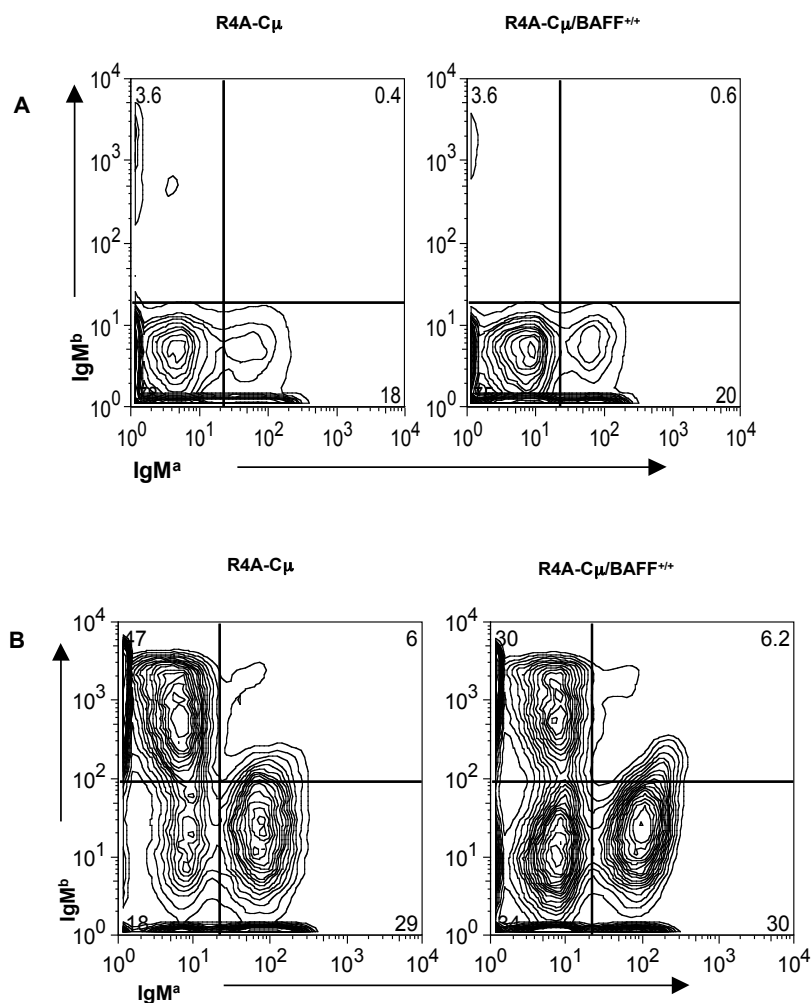 R4A-Cµ R4A-Cµ/BAFF+/+
A
10⁴ 3.6 0.4 10⁴ 3.6 0.6
10³ 10³
10² 10²
10¹ 10¹
IgMᵇ
10⁰ 18 10⁰ 20
10⁰ 10¹ 10² 10³ 10⁴ 10⁰ 10¹ 10² 10³ 10⁴
IgMᵃ
R4A-Cµ R4A-Cµ/BAFF+/+
B
10⁴ 47 6 10⁴ 30 6.2
10³ 10³
10² 10²
10¹ 10¹
IgMᵇ
10⁰ 18 29 10⁰ 34 30
10⁰ 10¹ 10² 10³ 10⁴ 10⁰ 10¹ 10² 10³ 10⁴
IgMᵃ